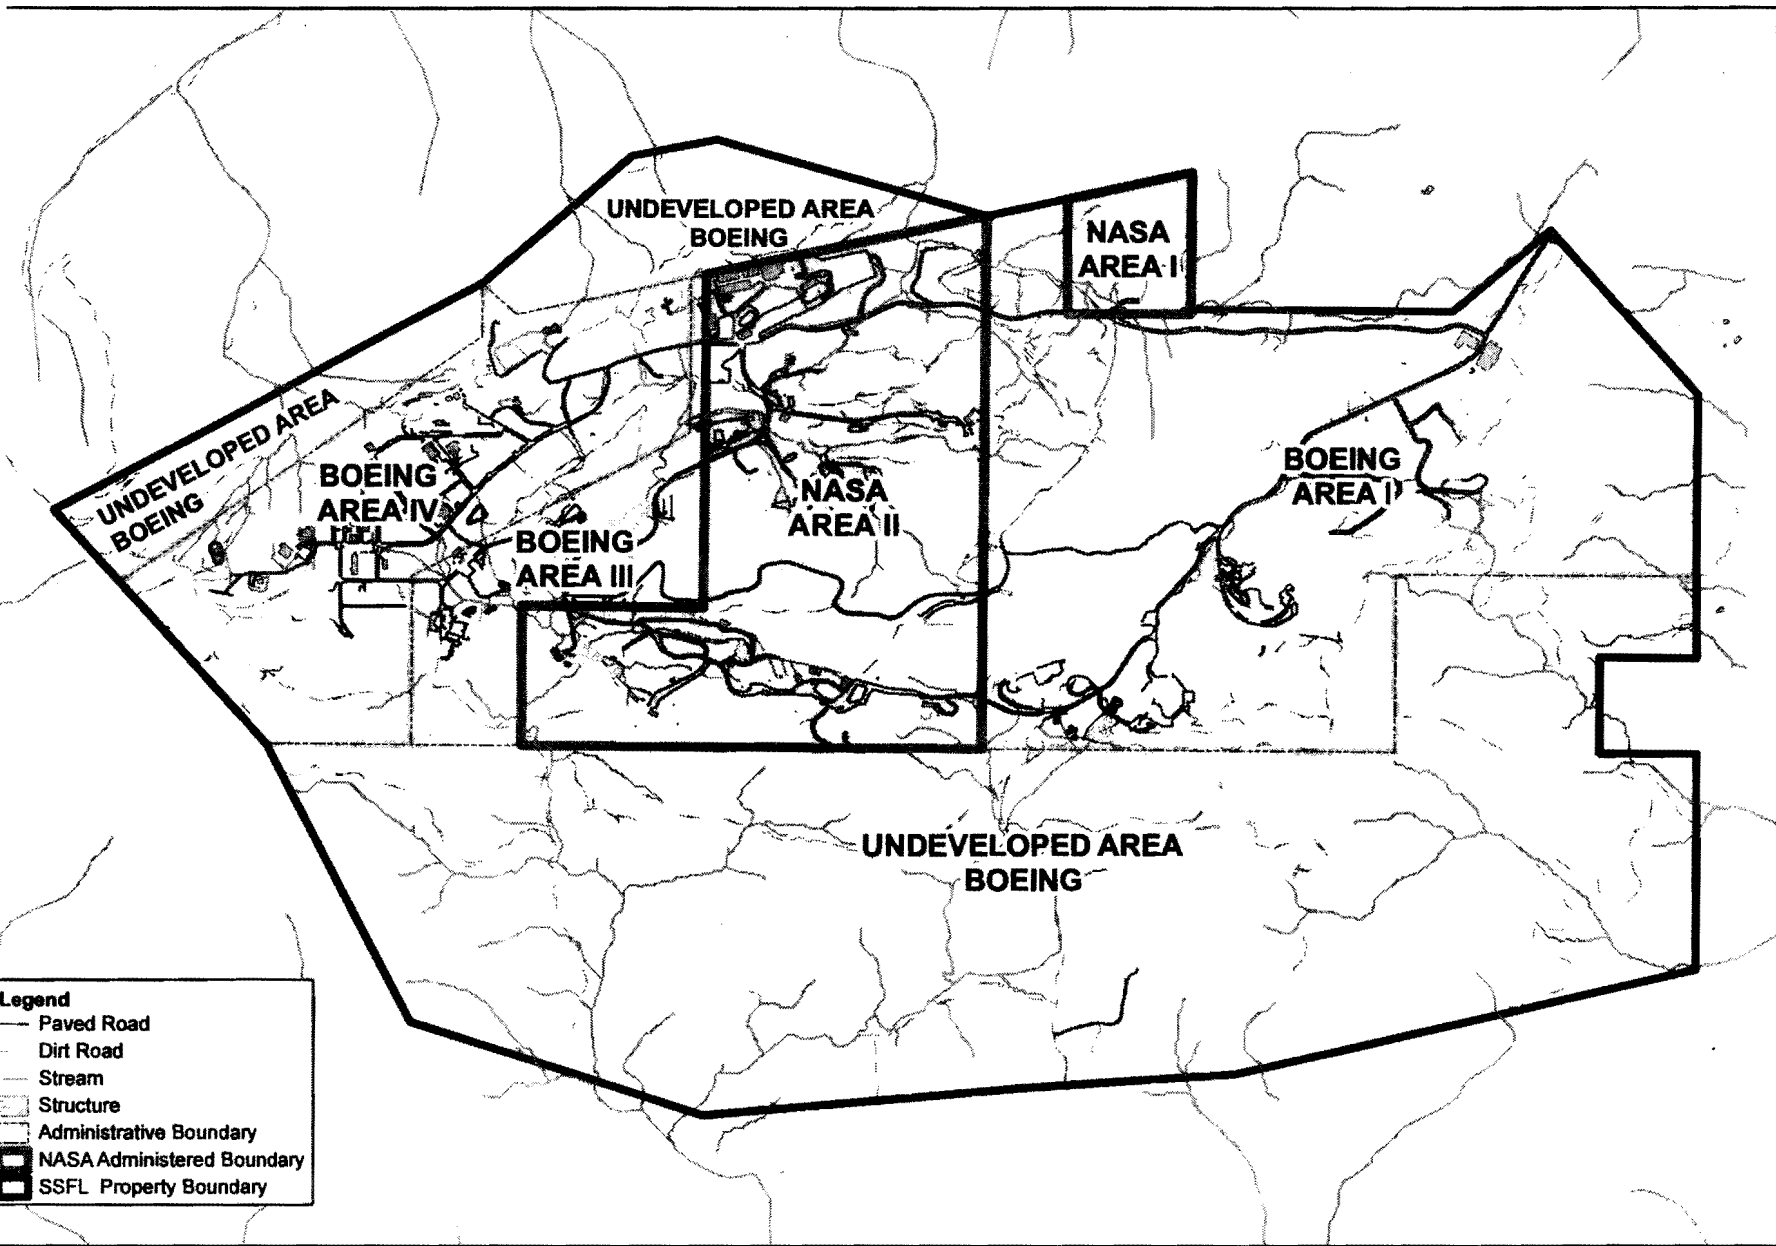 UNDEVELOPED AREA
BOEING
NASA
AREA I
UNDEVELOPED AREA
BOEING
BOEING
AREA IV
BOEING
AREA III
NASA
AREA II
BOEING
AREA I
UNDEVELOPED AREA
BOEING
Legend
Paved Road
Dirt Road
Stream
Structure
Administrative Boundary
NASA Administered Boundary
SSFL Property Boundary